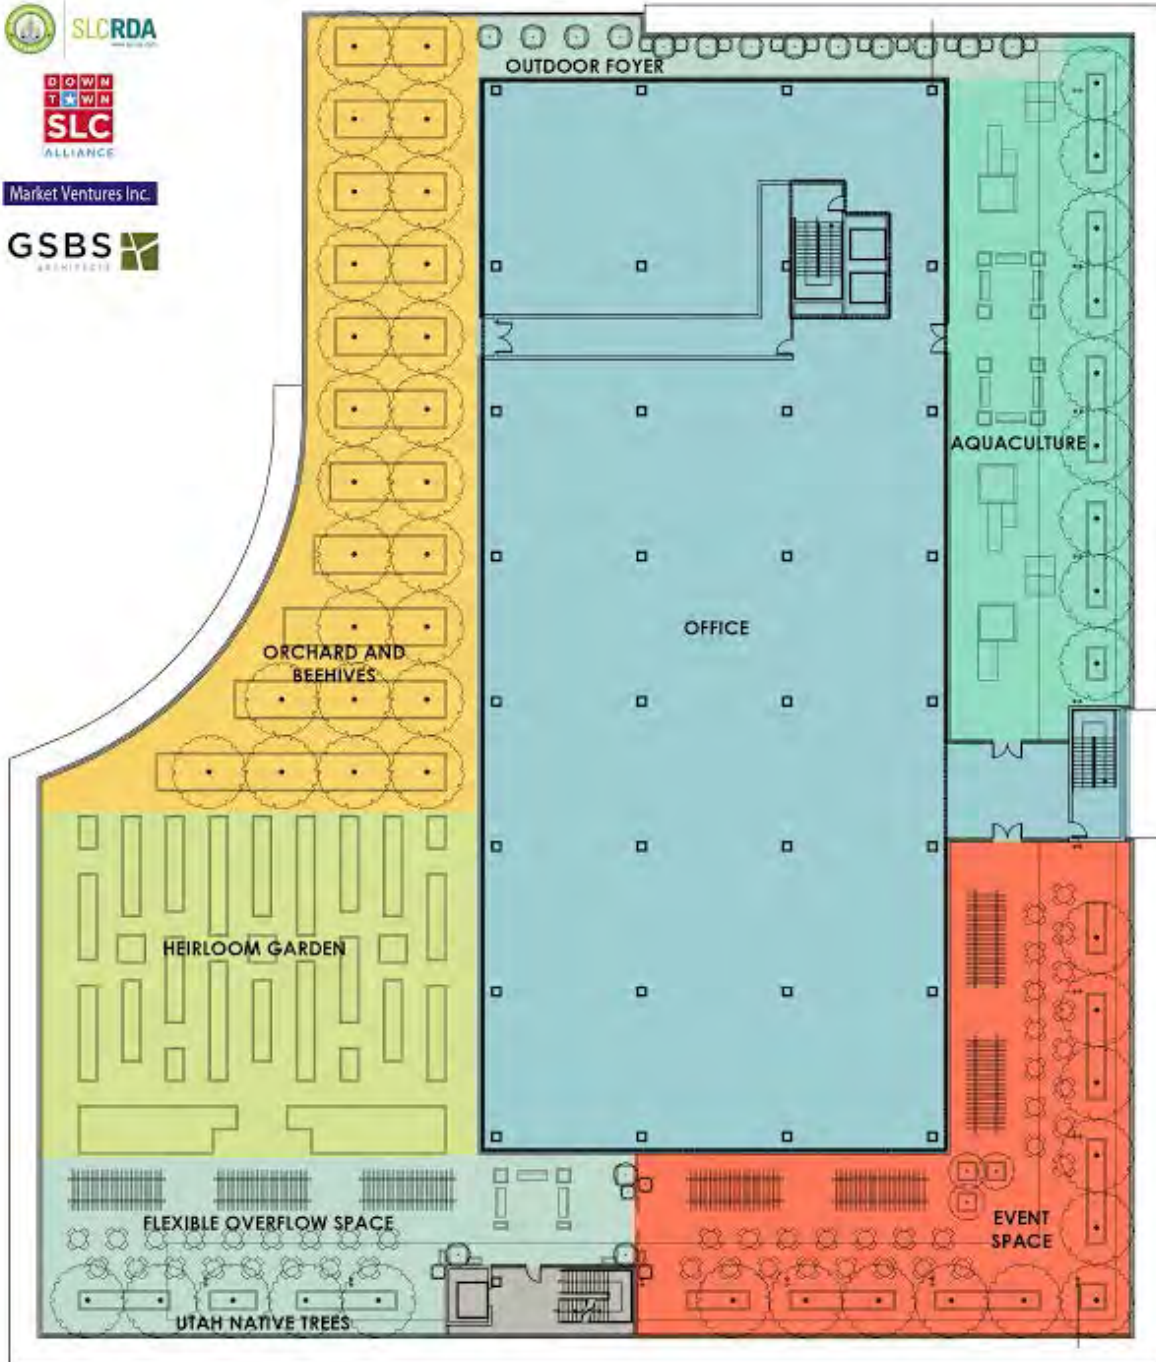 SLCRDA
DOWN
TOWN
SLC
ALLIANCE
Market Ventures Inc.
GSBS
ARCHITECTS
OUTDOOR FOYER
AQUACULTURE
OFFICE
ORCHARD AND
BEEHIVES
HEIRLOOM GARDEN
FLEXIBLE OVERFLOW SPACE
EVENT
SPACE
UTAH NATIVE TREES